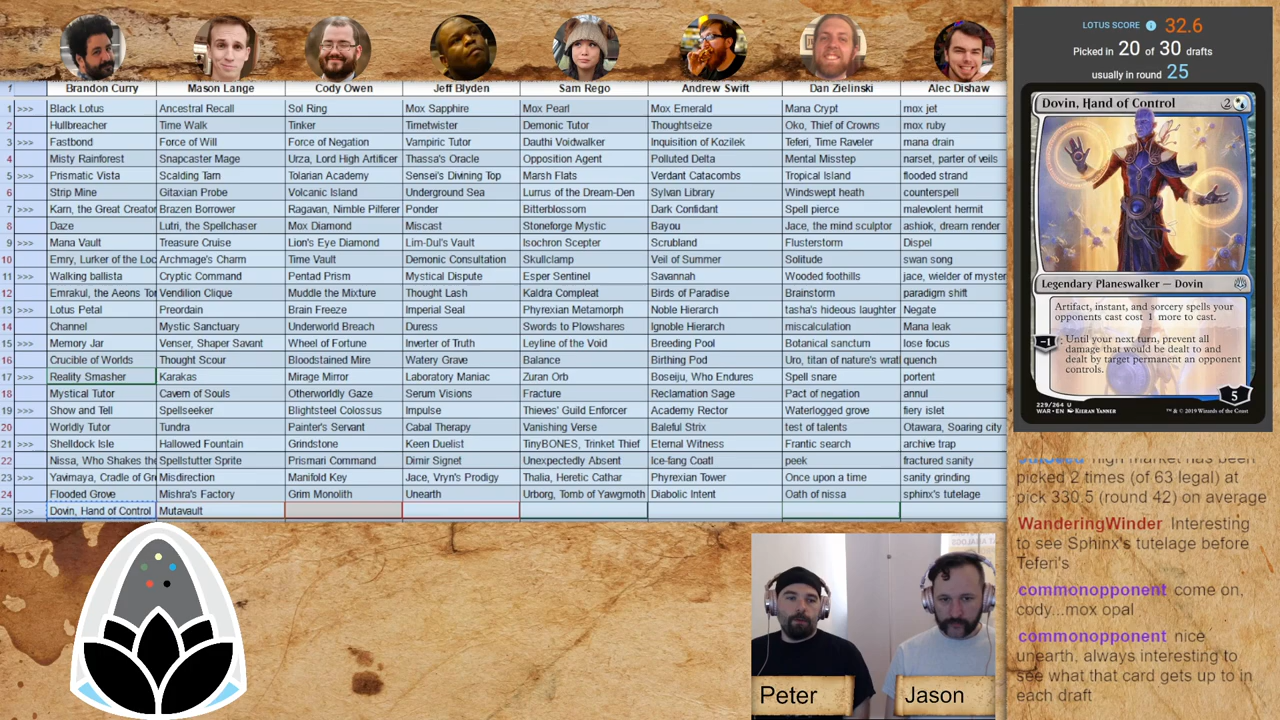 LOTUS SCORE 32.6
Picked in 20 of 30 drafts
usually in round 25
1 Brandon Curry Mason Lange Cody Owen Jeff Blyden Sam Rego Andrew Swift Dan Zielinski Alec Dishaw
1 >>> Black Lotus Ancestral Recall Sol Ring Mox Sapphire Mox Pearl Mox Emerald Mana Crypt mox jet
2 Hullbreacher Time Walk Tinker Timetwister Demonic Tutor Thoughtseize Oko, Thief of Crowns mox ruby
3 >>> Fastbond Force of Will Force of Negation Vampiric Tutor Dauthi Voidwalker Inquisition of Kozilek Teferi, Time Raveler mana drain
4 Misty Rainforest Snapcaster Mage Urza, Lord High Artificer Thassa's Oracle Opposition Agent Polluted Delta Mental Misstep narset, parter of veils
5 >>> Prismatic Vista Scalding Tarn Tolarian Academy Sensei's Divining Top Marsh Flats Verdant Catacombs Tropical Island flooded strand
6 Strip Mine Gitaxian Probe Volcanic Island Underground Sea Lurrus of the Dream-Den Sylvan Library Windswept heath counterspell
7 >>> Karn, the Great Creator Brazen Borrower Ragavan, Nimble Pilferer Ponder Bitterblossom Dark Confidant Spell pierce malevolent hermit
8 Daze Lutri, the Spellchaser Mox Diamond Miscast Stoneforge Mystic Bayou Jace, the mind sculptor ashiok, dream render
9 >>> Mana Vault Treasure Cruise Lion's Eye Diamond Lim-Dul's Vault Isochron Scepter Scrubland Flusterstorm Dispel
10 Emry, Lurker of the Loc Archmage's Charm Time Vault Demonic Consultation Skullclamp Veil of Summer Solitude swan song
11 >>> Walking ballista Cryptic Command Pentad Prism Mystical Dispute Esper Sentinel Savannah Wooded foothills jace, wielder of myster
12 Emrakul, the Aeons Tor Vendilion Clique Muddle the Mixture Thought Lash Kaldra Compleat Birds of Paradise Brainstorm paradigm shift
13 >>> Lotus Petal Preordain Brain Freeze Imperial Seal Phyrexian Metamorph Noble Hierarch tasha's hideous laughter Negate
14 Channel Mystic Sanctuary Underworld Breach Duress Swords to Plowshares Ignoble Hierarch miscalculation Mana leak
15 >>> Memory Jar Venser, Shaper Savant Wheel of Fortune Inverter of Truth Leyline of the Void Breeding Pool Botanical sanctum lose focus
16 Crucible of Worlds Thought Scour Bloodstained Mire Watery Grave Balance Birthing Pod Uro, titan of nature's wrat quench
17 >>> Reality Smasher Karakas Mirage Mirror Laboratory Maniac Zuran Orb Boseiju, Who Endures Spell snare portent
18 Mystical Tutor Cavern of Souls Otherworldly Gaze Serum Visions Fracture Reclamation Sage Pact of negation annul
19 >>> Show and Tell Spellseeker Blightsteel Colossus Impulse Thieves' Guild Enforcer Academy Rector Waterlogged grove fiery islet
20 Worldly Tutor Tundra Painter's Servant Cabal Therapy Vanishing Verse Baleful Strix test of talents Otawara, Soaring city
21 >>> Shelldock Isle Hallowed Fountain Grindstone Keen Duelist TinyBONES, Trinket Thief Eternal Witness Frantic search archive trap
22 Nissa, Who Shakes the Spellstutter Sprite Prismari Command Dimir Signet Unexpectedly Absent Ice-fang Coatl peek fractured sanity
23 >>> Yavimaya, Cradle of Gr Misdirection Manifold Key Jace, Vryn's Prodigy Thalia, Heretic Cathar Phyrexian Tower Once upon a time sanity grinding
24 Flooded Grove Mishra's Factory Grim Monolith Unearth Urborg, Tomb of Yawgmoth Diabolic Intent Oath of nissa sphinx's tutelage
25 >>> Dovin, Hand of Control Mutavault
Dovin, Hand of Control 2
Legendary Planeswalker — Dovin
Artifact, instant, and sorcery spells your
opponents cast cost 1 more to cast.
−1 : Until your next turn, prevent all
damage that would be dealt to and
dealt by target permanent an opponent
controls.
5
229/264 U
WAR • EN KIERAN YANNER ™ & © 2019 Wizards of the Coast
high market has been
picked 2 times (of 63 legal) at
pick 330.5 (round 42) on average
WanderingWinder Interesting
to see Sphinx's tutelage before
Teferi's
commonopponent come on,
cody...mox opal
commonopponent nice
unearth, always interesting to
see what that card gets up to in
each draft
Peter
Jason